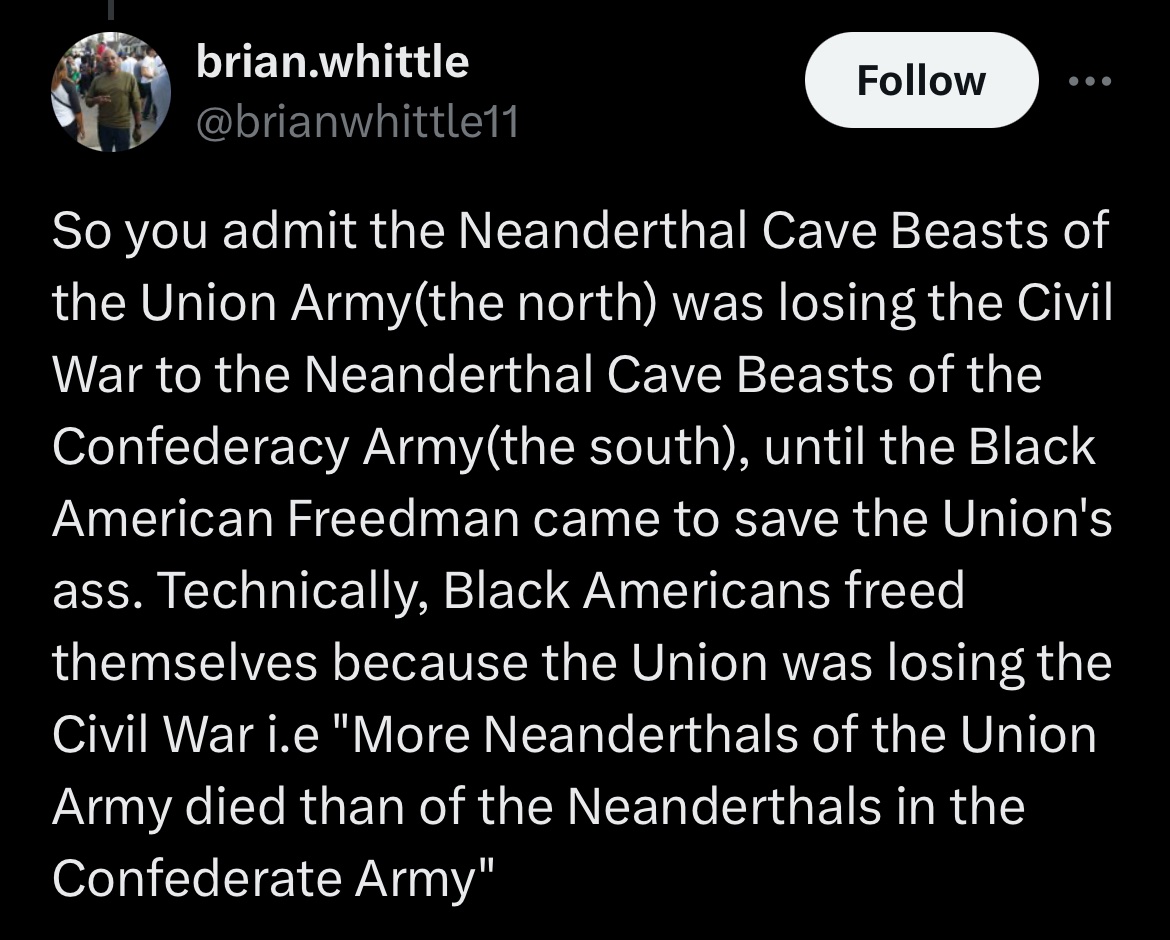 brian.whittle
@brianwhittle11
Follow
So you admit the Neanderthal Cave Beasts of
the Union Army(the north) was losing the Civil
War to the Neanderthal Cave Beasts of the
Confederacy Army(the south), until the Black
American Freedman came to save the Union's
ass. Technically, Black Americans freed
themselves because the Union was losing the
Civil War i.e "More Neanderthals of the Union
Army died than of the Neanderthals in the
Confederate Army"